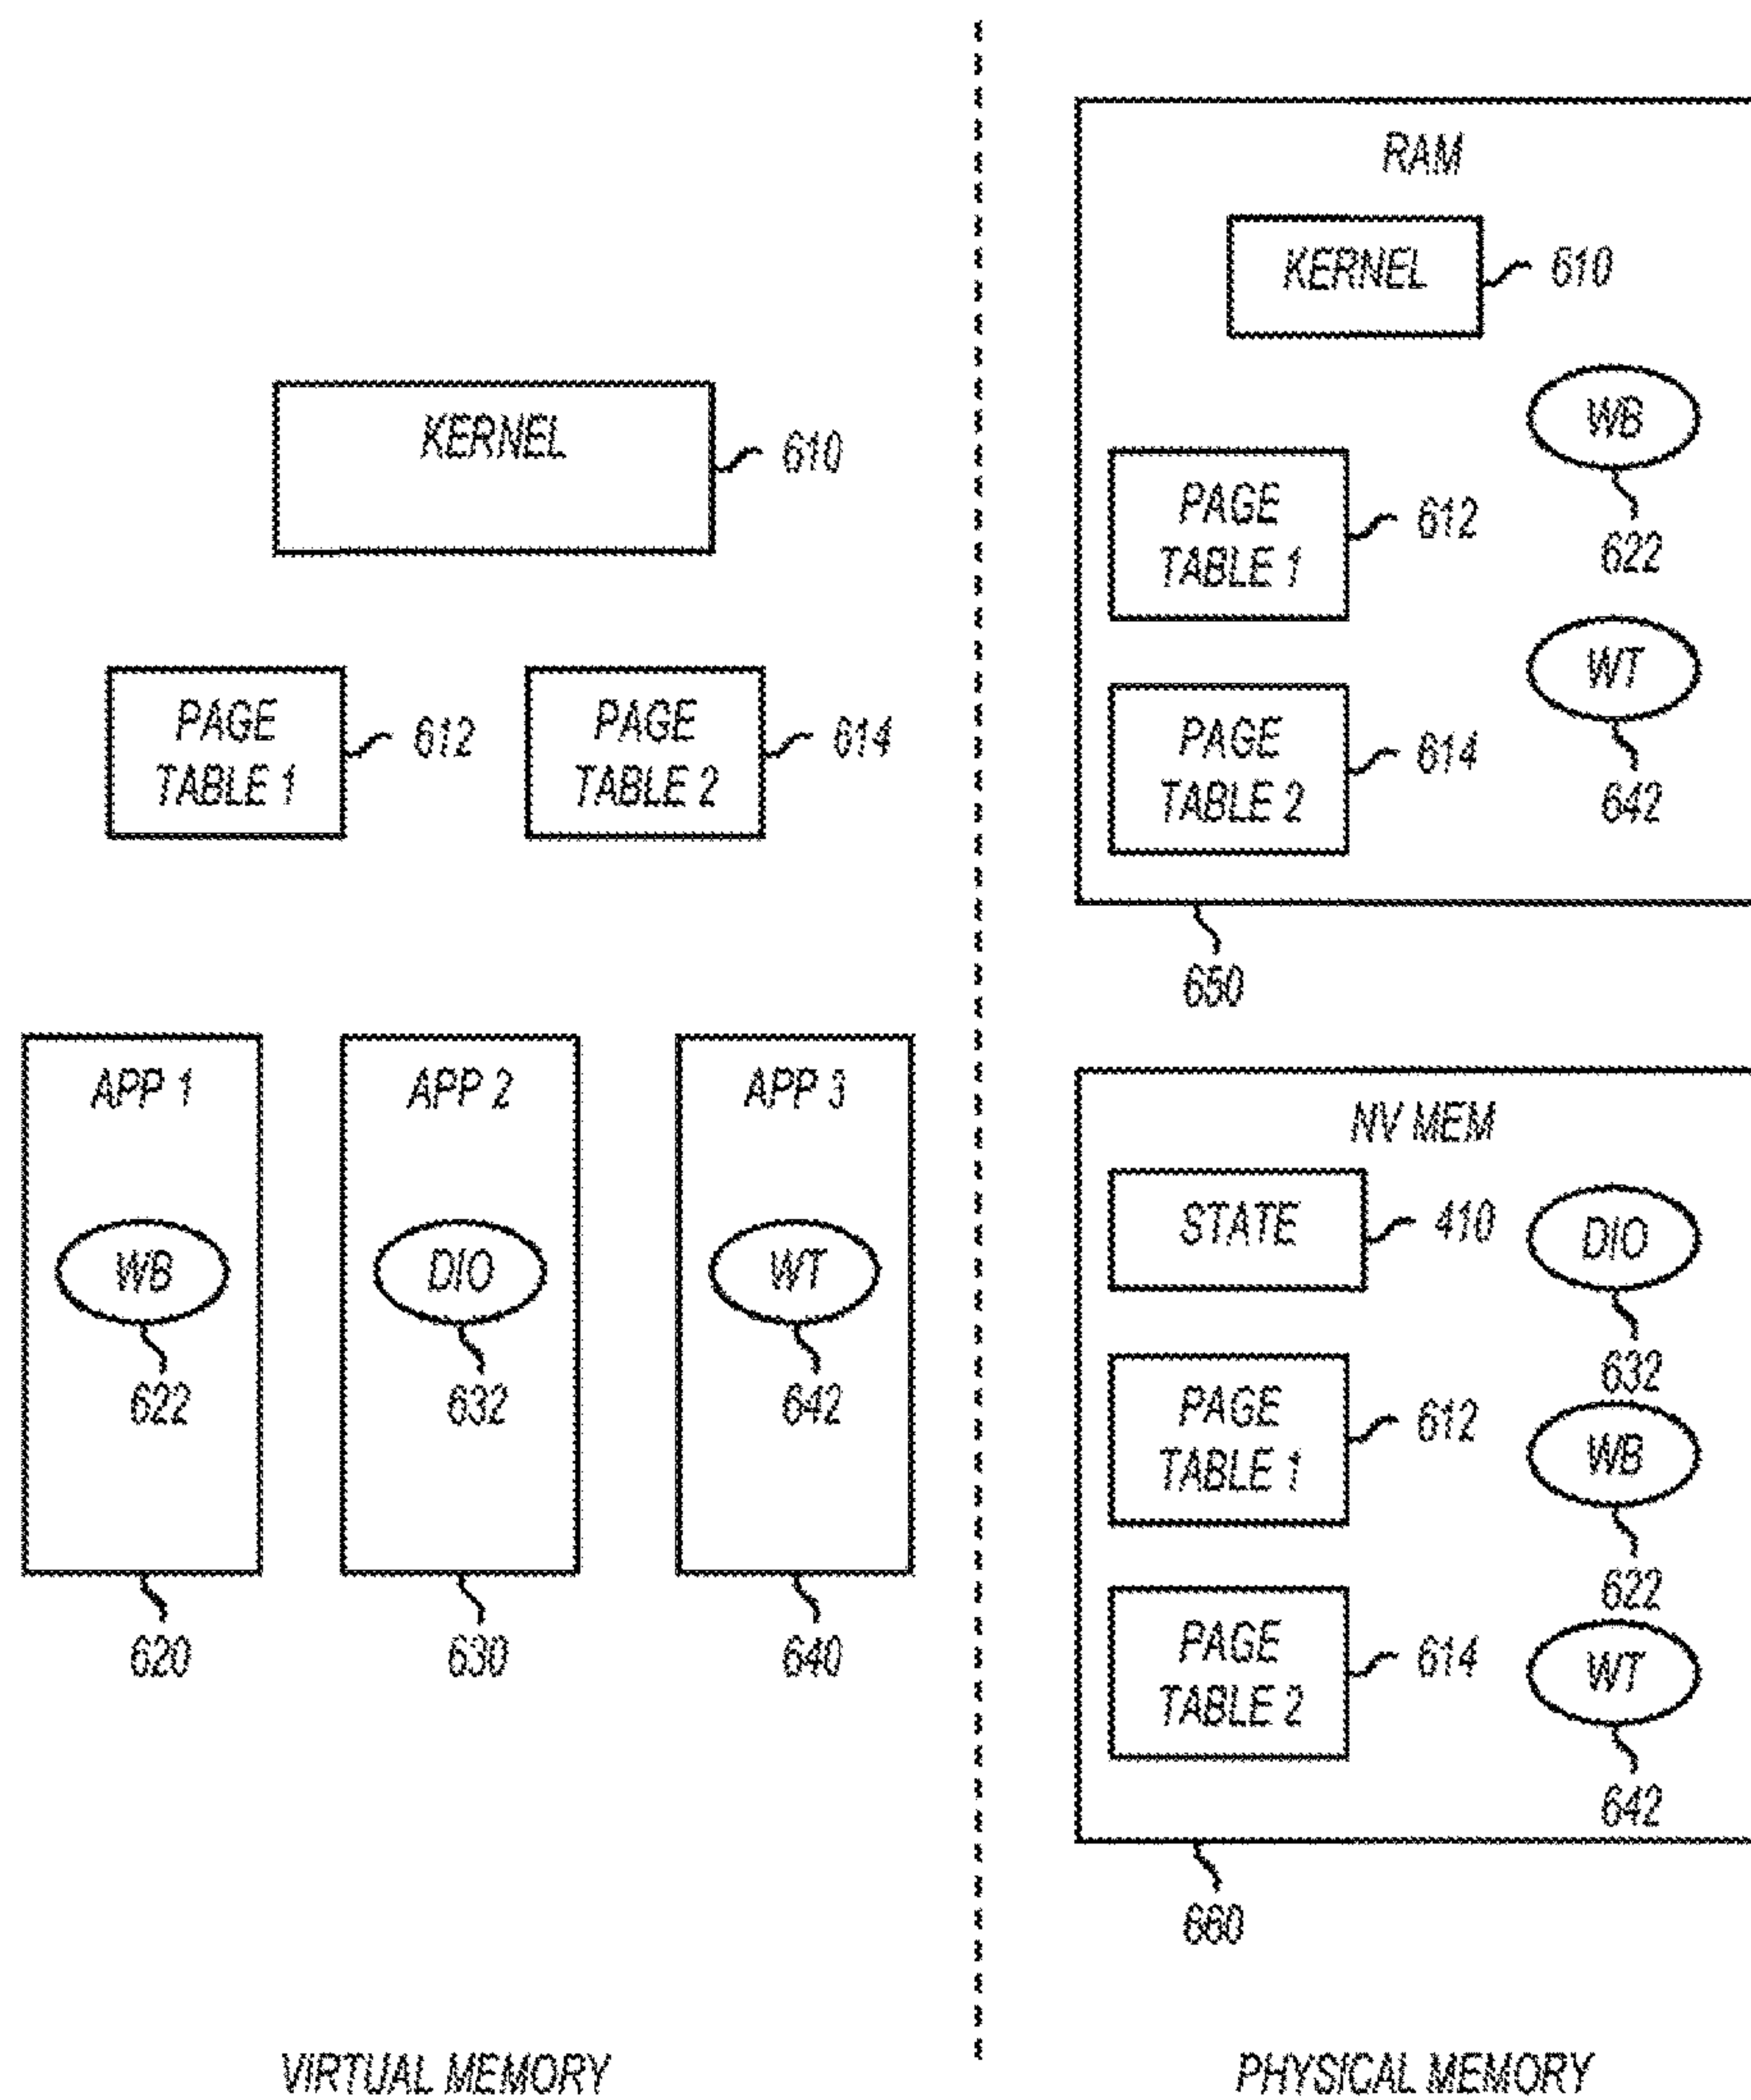 KERNEL
610
PAGE
TABLE 1
612
PAGE
TABLE 2
614
APP 1
WB
622
620
APP 2
DIO
632
630
APP 3
WT
642
640
VIRTUAL MEMORY
RAM
KERNEL
610
WB
622
PAGE
TABLE 1
612
WT
642
PAGE
TABLE 2
614
650
NV MEM
STATE
410
DIO
632
PAGE
TABLE 1
612
WB
622
PAGE
TABLE 2
614
WT
642
660
PHYSICAL MEMORY